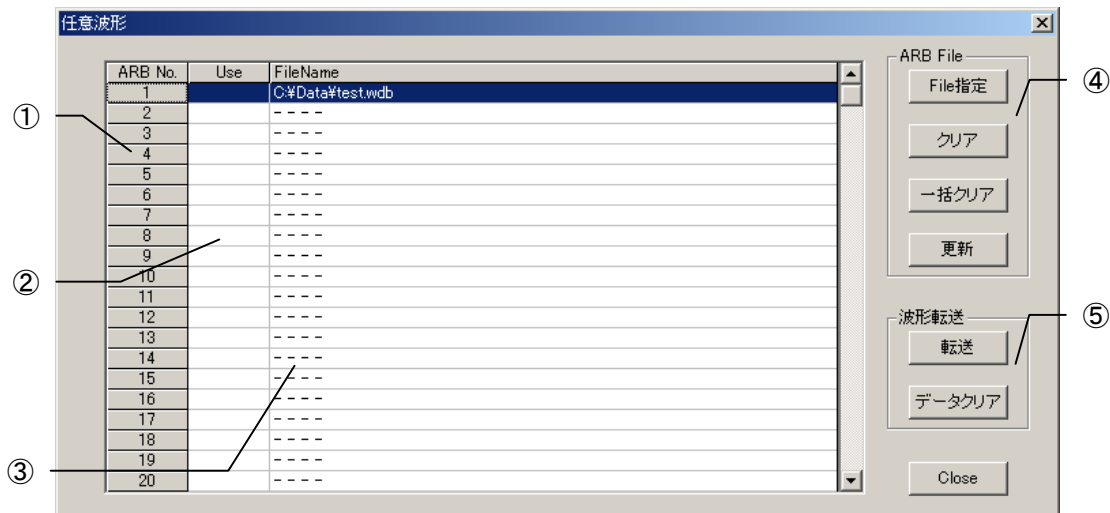 任意波形
ARB No. Use FileName
1 C:¥Data¥test.wdb
2 - - - -
3 - - - -
4 - - - -
5 - - - -
6 - - - -
7 - - - -
8 - - - -
9 - - - -
10 - - - -
11 - - - -
12 - - - -
13 - - - -
14 - - - -
15 - - - -
16 - - - -
17 - - - -
18 - - - -
19 - - - -
20 - - - -
ARB File
File指定
クリア
一括クリア
更新
波形転送
転送
データクリア
Close
①
②
③
④
⑤